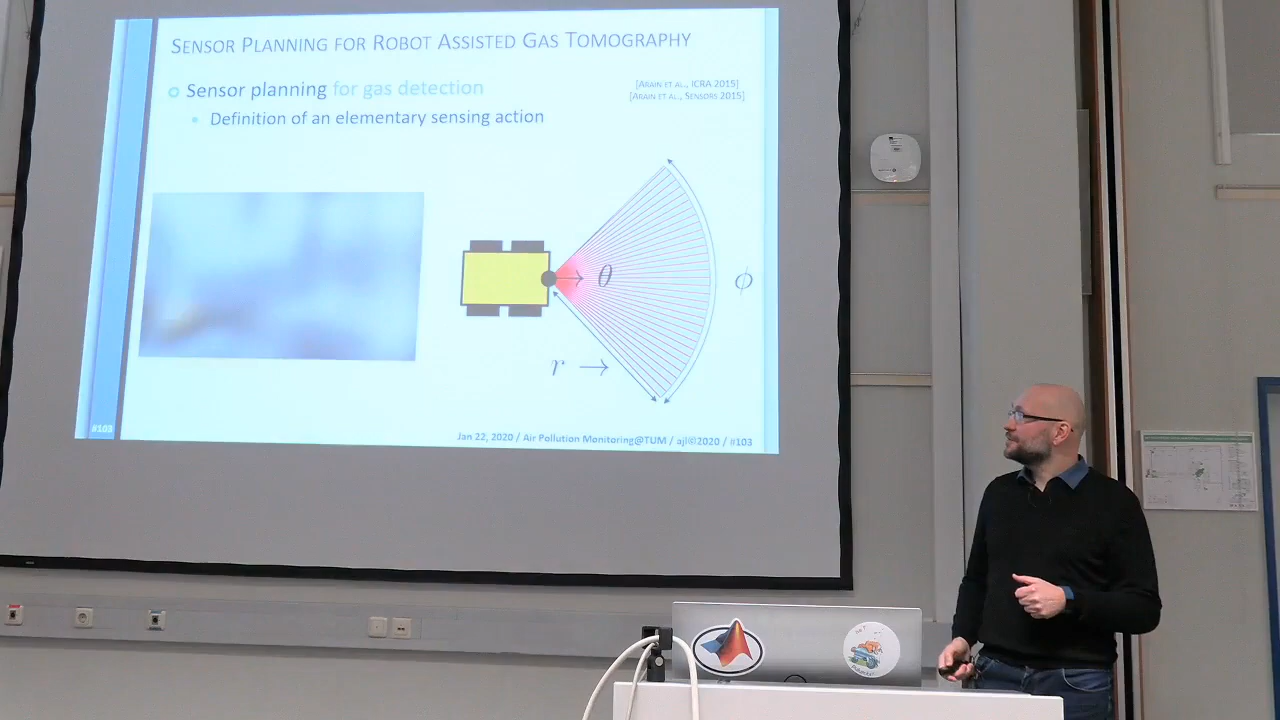 SENSOR PLANNING FOR ROBOT ASSISTED GAS TOMOGRAPHY
Sensor planning for gas detection
[ARAIN ET AL., ICRA 2015]
[ARAIN ET AL., SENSORS 2015]
Definition of an elementary sensing action
θ
ϕ
r →
#103
Jan 22, 2020 / Air Pollution Monitoring@TUM / ajl©2020 / #103